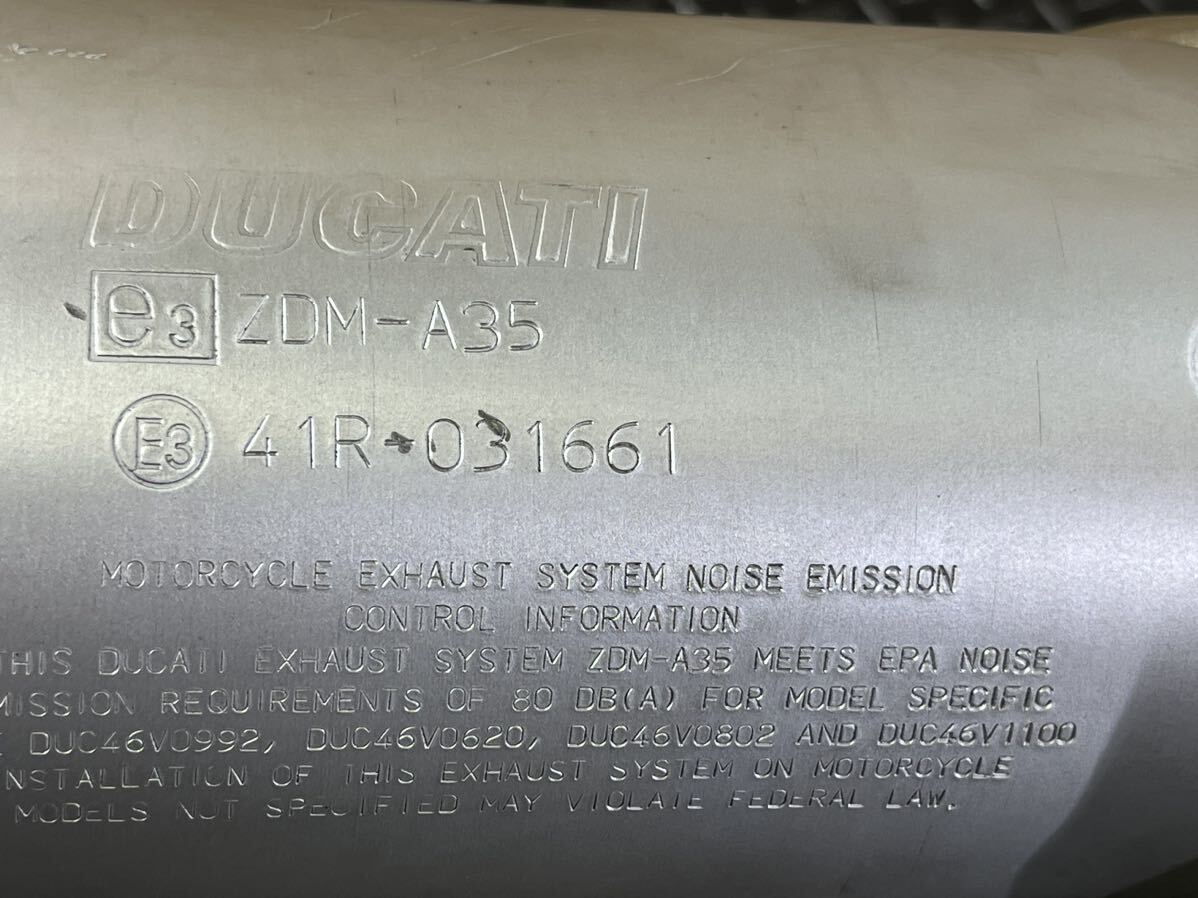 DUCATI
e3 ZDM-A35
E3 41R-031661
MOTORCYCLE EXHAUST SYSTEM NOISE EMISSION
CONTROL INFORMATION
THIS DUCATI EXHAUST SYSTEM ZDM-A35 MEETS EPA NOISE
MISSION REQUIREMENTS OF 80 DB(A) FOR MODEL SPECIFIC
DUC46V0992, DUC46V0620, DUC46V0802 AND DUC46V1100
INSTALLATION OF THIS EXHAUST SYSTEM ON MOTORCYCLE
MODELS NOT SPECIFIED MAY VIOLATE FEDERAL LAW.